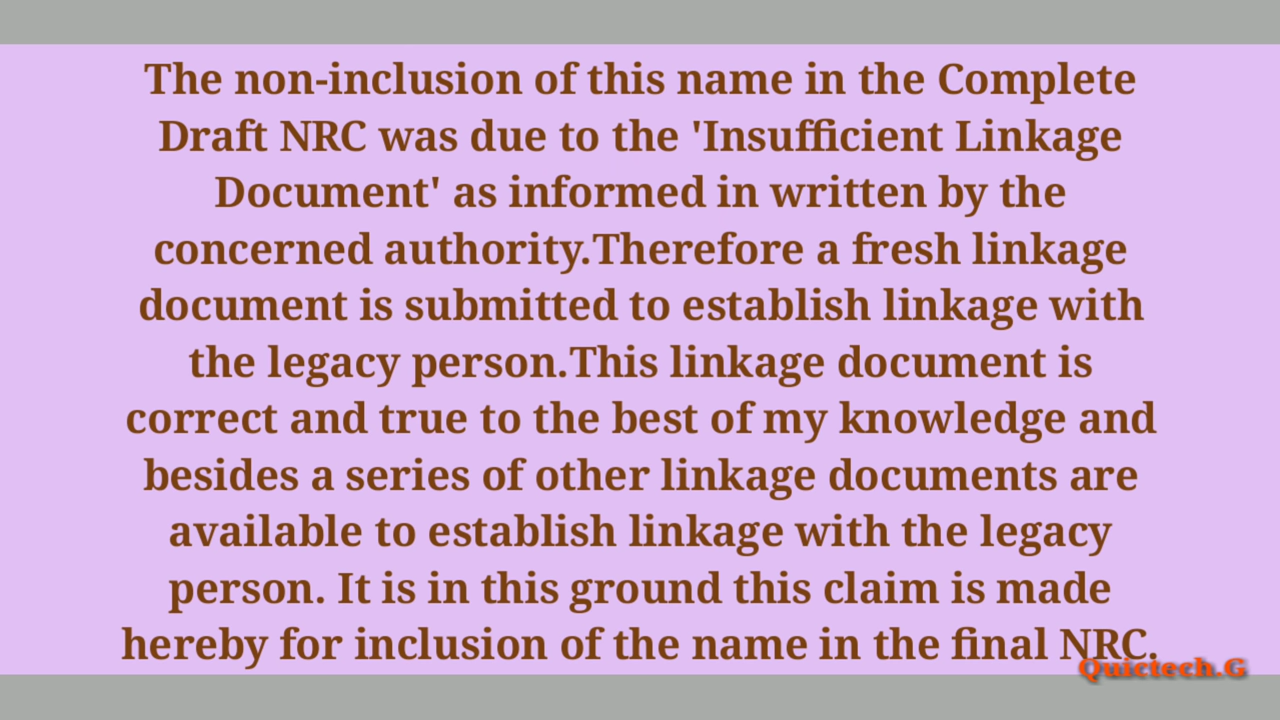 The non-inclusion of this name in the Complete
Draft NRC was due to the 'Insufficient Linkage
Document' as informed in written by the
concerned authority.Therefore a fresh linkage
document is submitted to establish linkage with
the legacy person.This linkage document is
correct and true to the best of my knowledge and
besides a series of other linkage documents are
available to establish linkage with the legacy
person. It is in this ground this claim is made
hereby for inclusion of the name in the final NRC.
Quictech.G